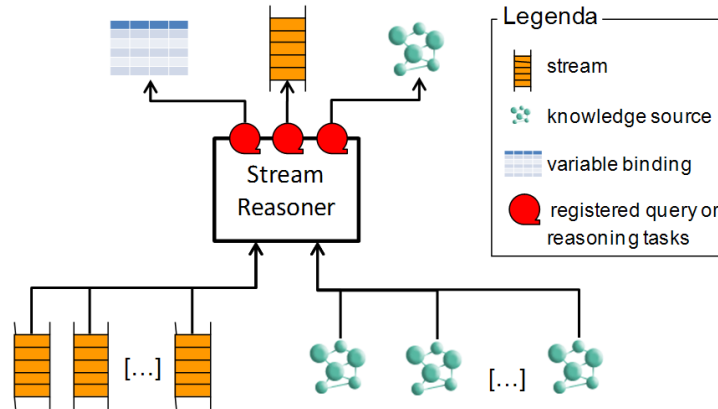 Legenda
stream
knowledge source
variable binding
registered query or
reasoning tasks
Stream
Reasoner
[...]
[...]